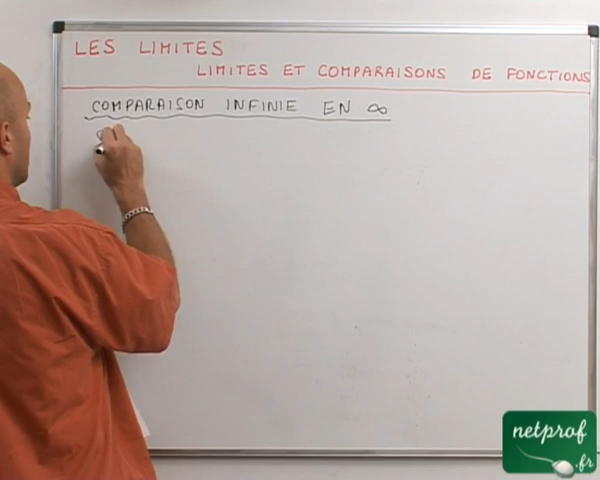 LES LIMITES
LIMITES ET COMPARAISONS DE FONCTIONS
COMPARAISON INFINIE EN ∞
netprof
.fr